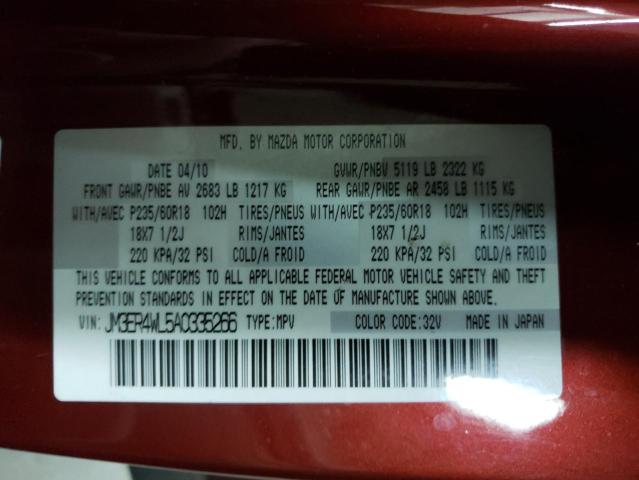 MFD. BY MAZDA MOTOR CORPORATION
DATE 04/10 GVWR/PNBV 5119 LB 2322 KG
FRONT GAWR/PNBE AV 2683 LB 1217 KG REAR GAWR/PNBE AR 2458 LB 1115 KG
WITH/AVEC P235/60R18 102H TIRES/PNEUS WITH/AVEC P235/60R18 102H TIRES/PNEUS
18X7 1/2J RIMS/JANTES 18X7 1/2J RIMS/JANTES
220 KPA/32 PSI COLD/A FROID 220 KPA/32 PSI COLD/A FROID
THIS VEHICLE CONFORMS TO ALL APPLICABLE FEDERAL MOTOR VEHICLE SAFETY AND THEFT
PREVENTION STANDARDS IN EFFECT ON THE DATE OF MANUFACTURE SHOWN ABOVE.
VIN: JM3ER4WL5A0335266 TYPE:MPV COLOR CODE:32V MADE IN JAPAN